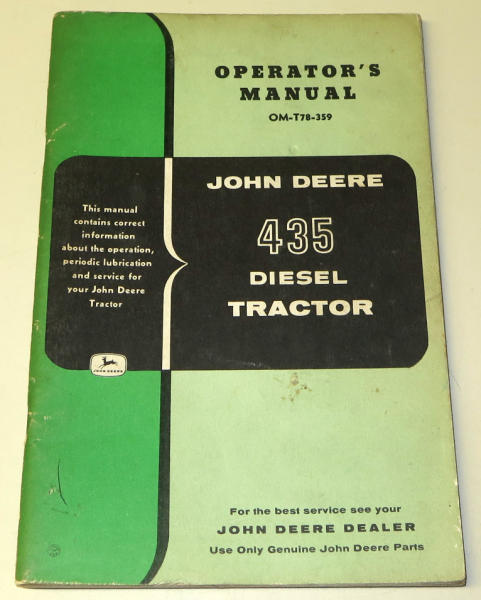 OPERATOR'S
MANUAL
OM-T78-359
This manual
contains correct
information
about the operation,
periodic lubrication
and service for
your John Deere
Tractor
JOHN DEERE
435
DIESEL
TRACTOR
JOHN DEERE
For the best service see your
JOHN DEERE DEALER
Use Only Genuine John Deere Parts